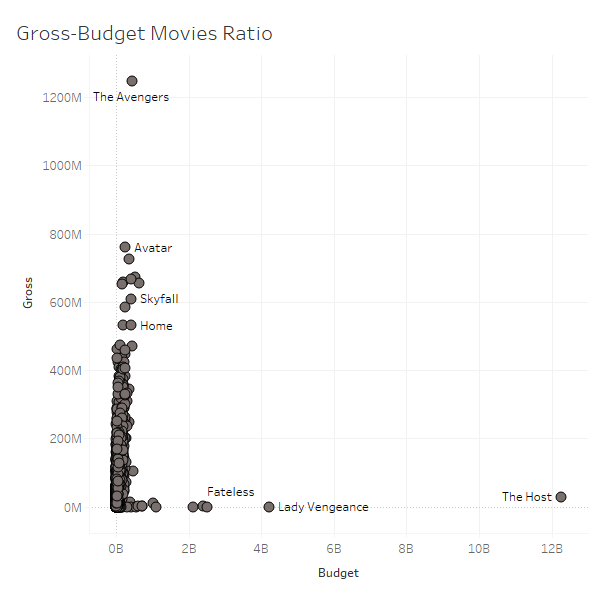 Gross-Budget Movies Ratio
1200M
The Avengers
1000M
800M
Avatar
Gross
600M
Skyfall
Home
400M
200M
Fateless
The Host
0M
Lady Vengeance
0B 2B 4B 6B 8B 10B 12B
Budget